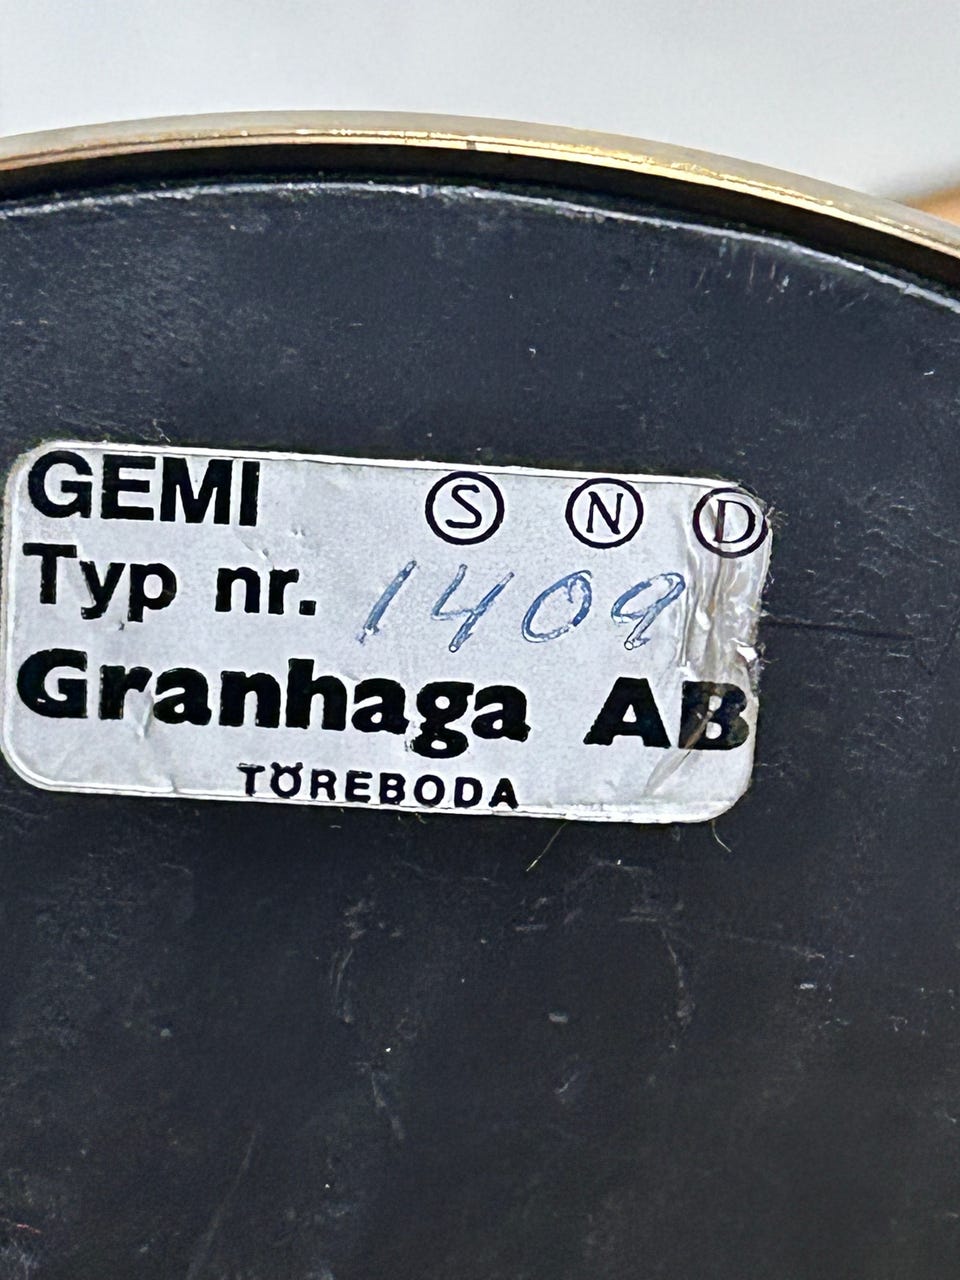 GEMI Ⓢ Ⓝ Ⓓ
Typ nr. 1409
Granhaga AB
TÖREBODA